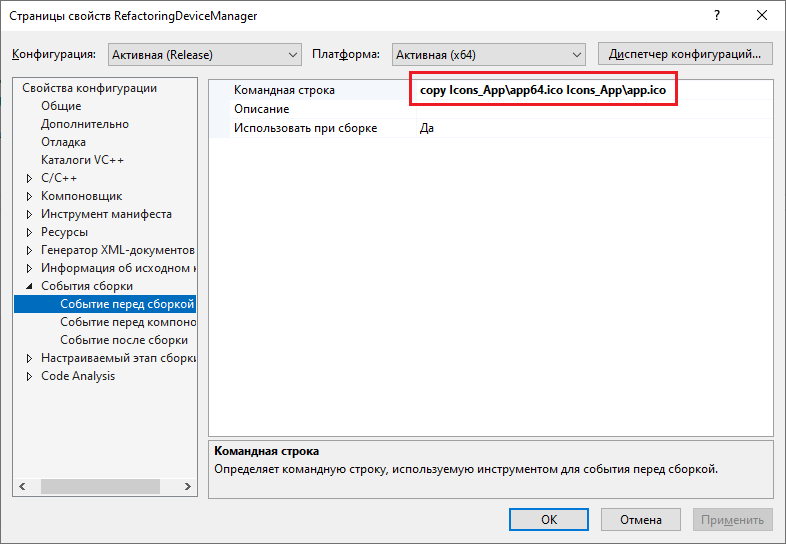 Страницы свойств RefactoringDeviceManager
Конфигурация: Активная (Release) Платформа: Активная (x64) Диспетчер конфигураций...
Свойства конфигурации
Общие
Дополнительно
Отладка
Каталоги VC++
C/C++
Компоновщик
Инструмент манифеста
Ресурсы
Генератор XML-документов
Информация об исходном
События сборки
Событие перед сборкой
Событие перед компоно
Событие после сборки
Настраиваемый этап сборки
Code Analysis
Командная строка copy Icons_App\app64.ico Icons_App\app.ico
Описание
Использовать при сборке Да
Командная строка
Определяет командную строку, используемую инструментом для события перед сборкой.
OK Отмена Применить